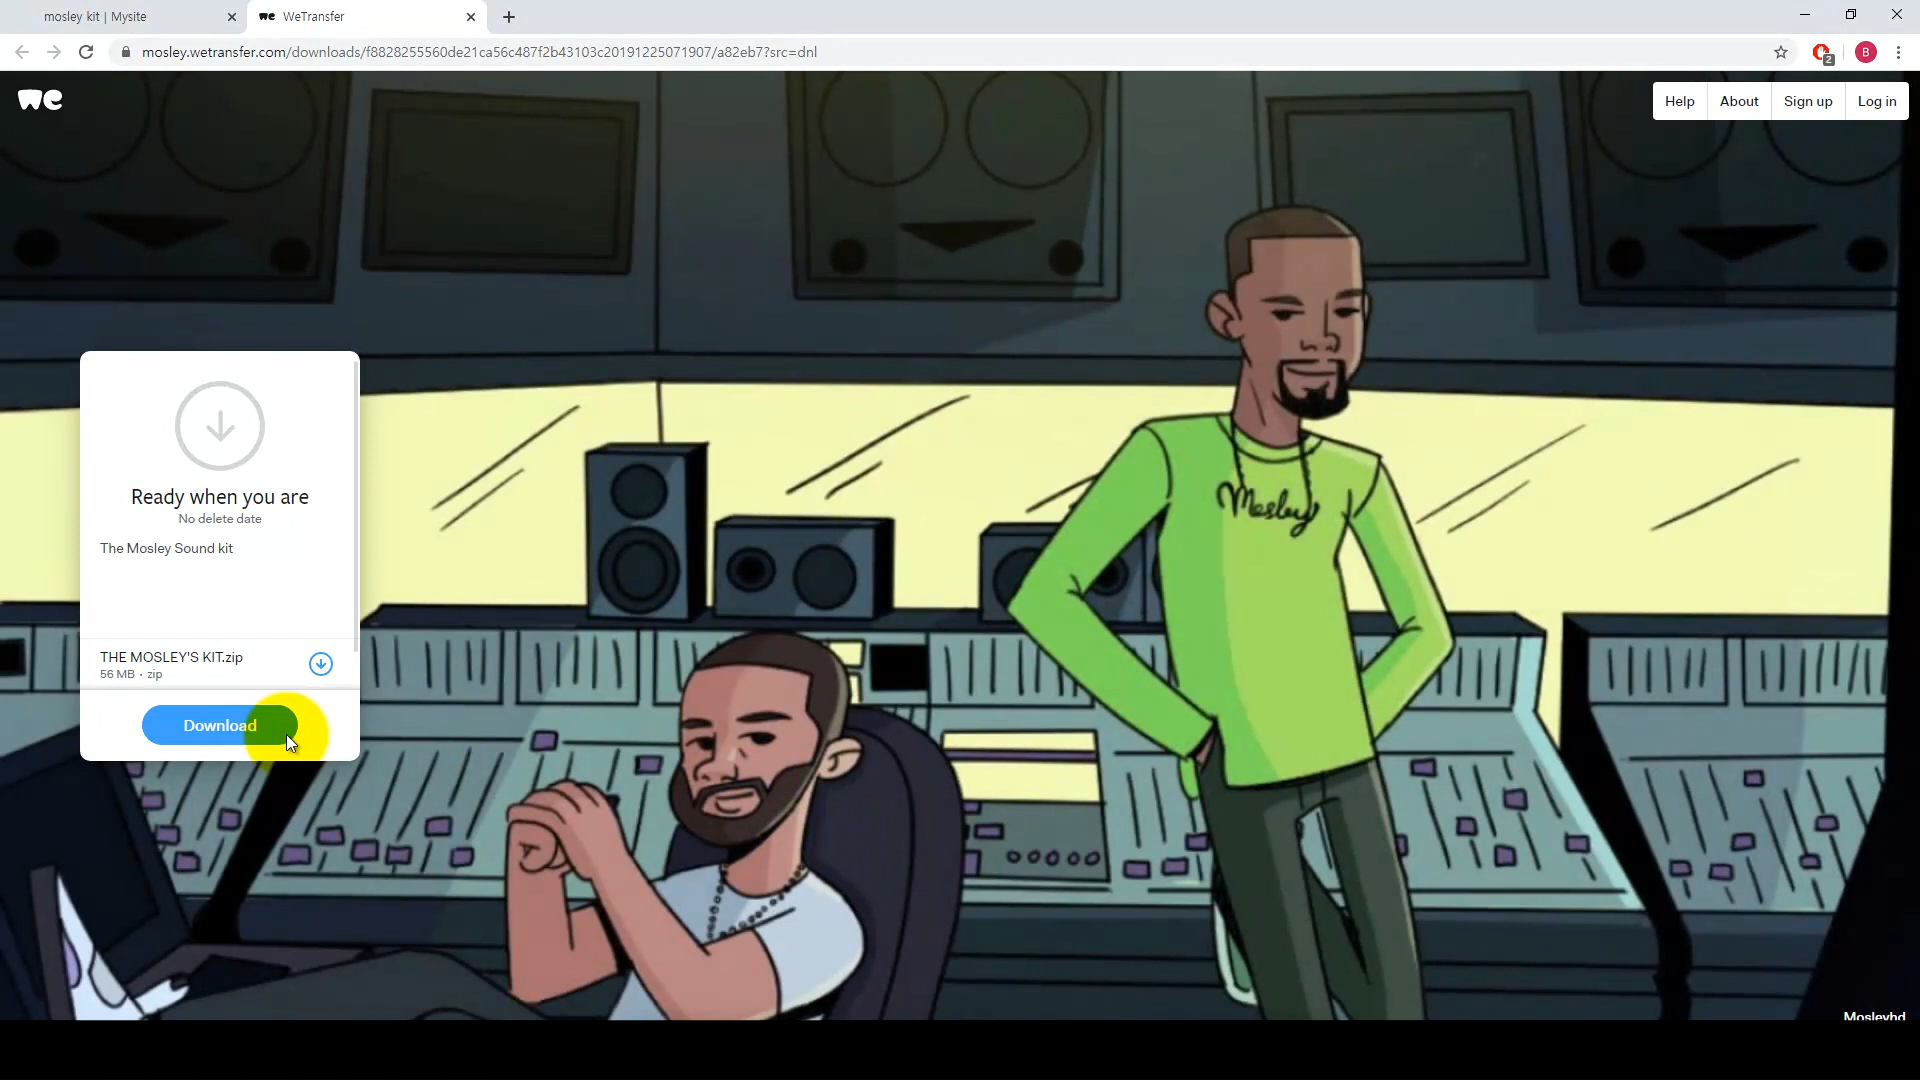 mosley kit | Mysite
WeTransfer
mosley.wetransfer.com/downloads/f8828255560de21ca56c487f2b43103c20191225071907/a82eb7?src=dnl
2
B
we
Help
About
Sign up
Log in
Mosley
Ready when you are
No delete date
The Mosley Sound kit
THE MOSLEY'S KIT.zip
56 MB • zip
Download
Mosleyhd